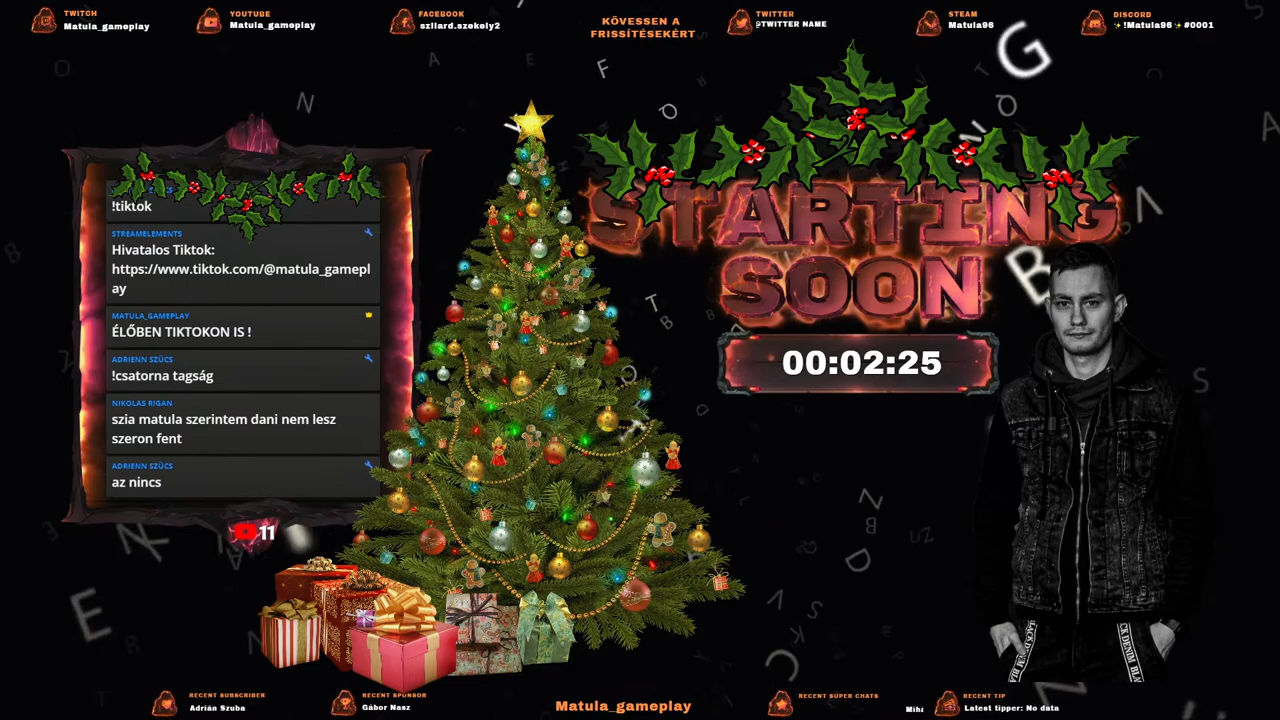 TWITCH
Matula_gameplay
YOUTUBE
Matula_gameplay
FACEBOOK
szilard.szekely2
KÖVESSEN A
FRISSÍTÉSEKÉRT
TWITTER
@TWITTER NAME
STEAM
Matula96
DISCORD
✨!Matula96✨#0001
!tiktok
STREAMELEMENTS
Hivatalos Tiktok:
https://www.tiktok.com/@matula_gamepl
ay
MATULA_GAMEPLAY
ÉLŐBEN TIKTOKON IS !
ADRIENN SZŰCS
!csatorna tagság
NIKOLAS RIGAN
szia matula szerintem dani nem lesz
szeron fent
ADRIENN SZŰCS
az nincs
11
STARTING
SOON
00:02:25
RECENT SUBSCRIBER
Adrián Szuba
RECENT SPONSOR
Gábor Nasz
Matula_gameplay
RECENT SUPER CHATS
Mihi
RECENT TIP
Latest tipper: No data